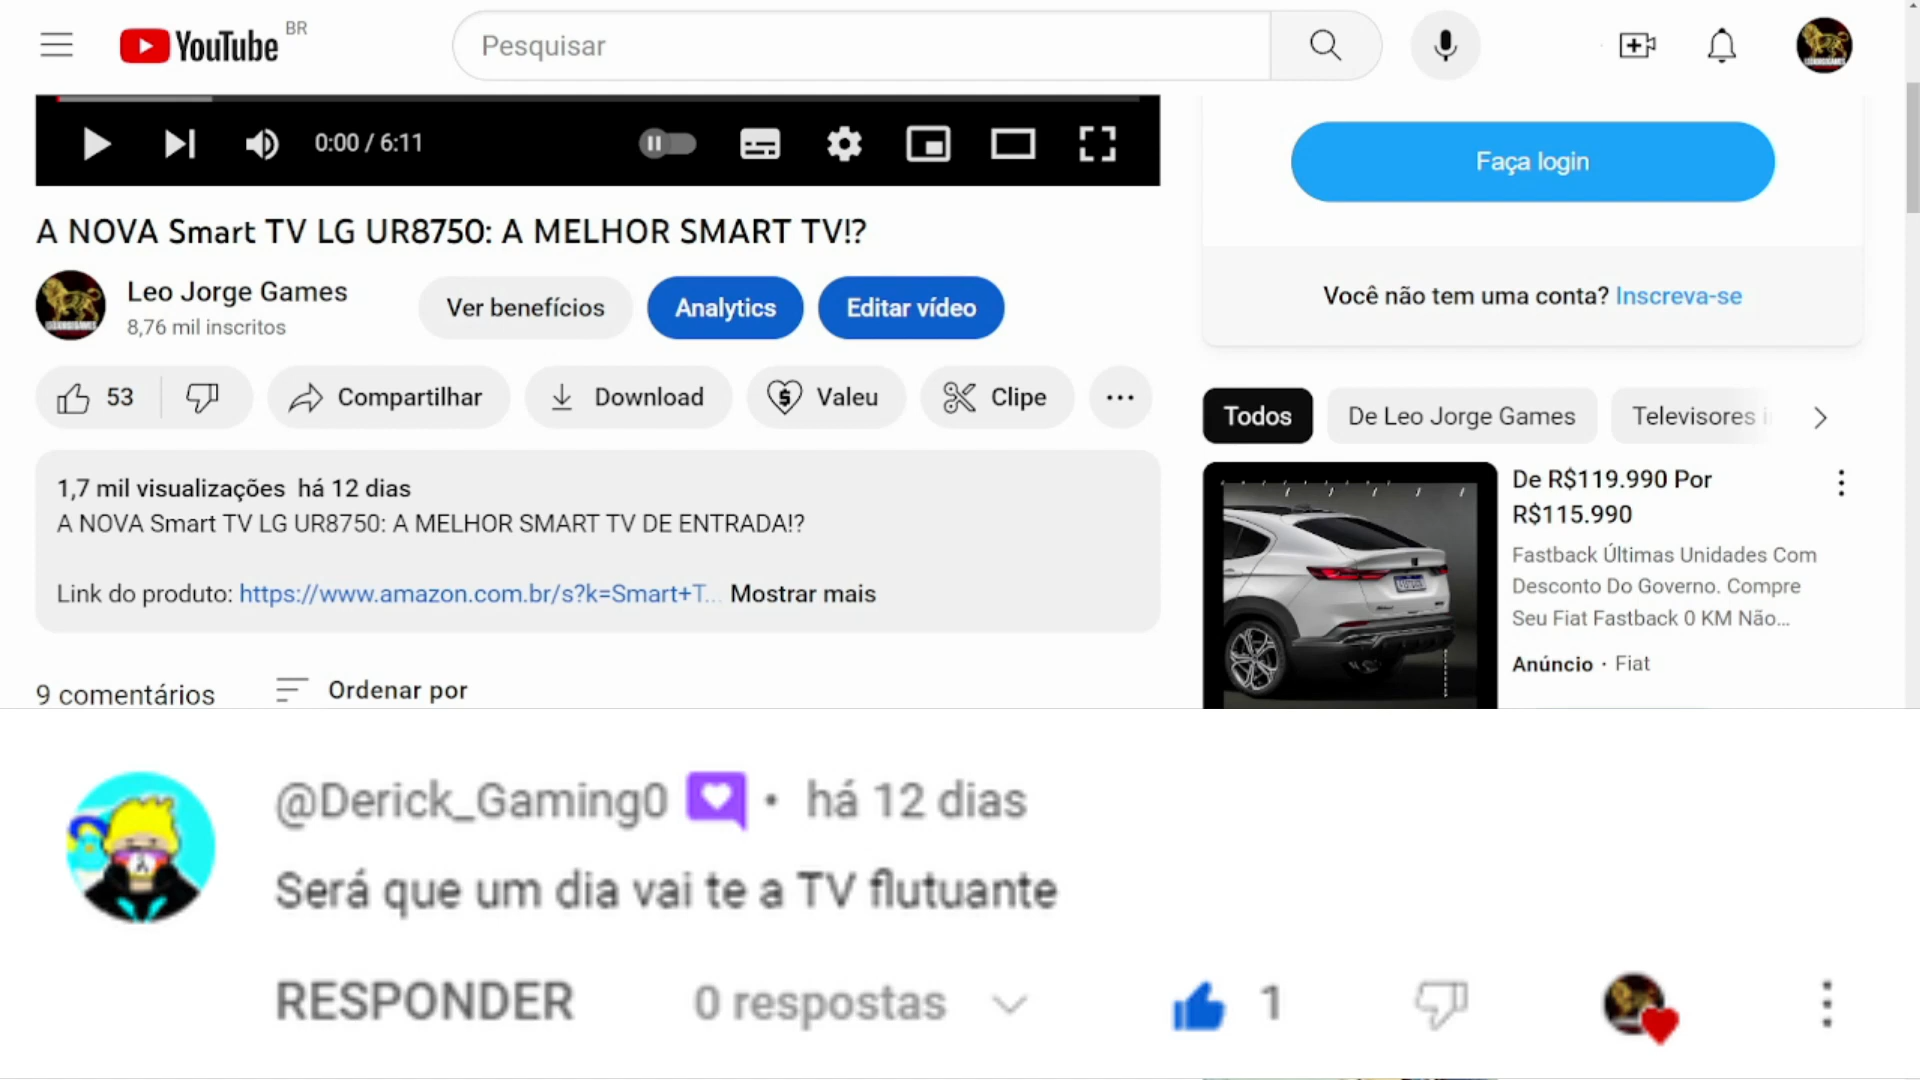 YouTube BR
Pesquisar
0:00 / 6:11
Faça login
A NOVA Smart TV LG UR8750: A MELHOR SMART TV!?
Leo Jorge Games
8,76 mil inscritos
Ver benefícios
Analytics
Editar vídeo
Você não tem uma conta? Inscreva-se
53
Compartilhar
Download
Valeu
Clipe
Todos
De Leo Jorge Games
Televisores
1,7 mil visualizações há 12 dias
A NOVA Smart TV LG UR8750: A MELHOR SMART TV DE ENTRADA!?
Link do produto: https://www.amazon.com.br/s?k=Smart+T... Mostrar mais
De R$119.990 Por
R$115.990
Fastback Últimas Unidades Com
Desconto Do Governo. Compre
Seu Fiat Fastback 0 KM Não...
Anúncio · Fiat
9 comentários
Ordenar por
@Derick_Gaming0 • há 12 dias
Será que um dia vai te a TV flutuante
RESPONDER
0 respostas
1